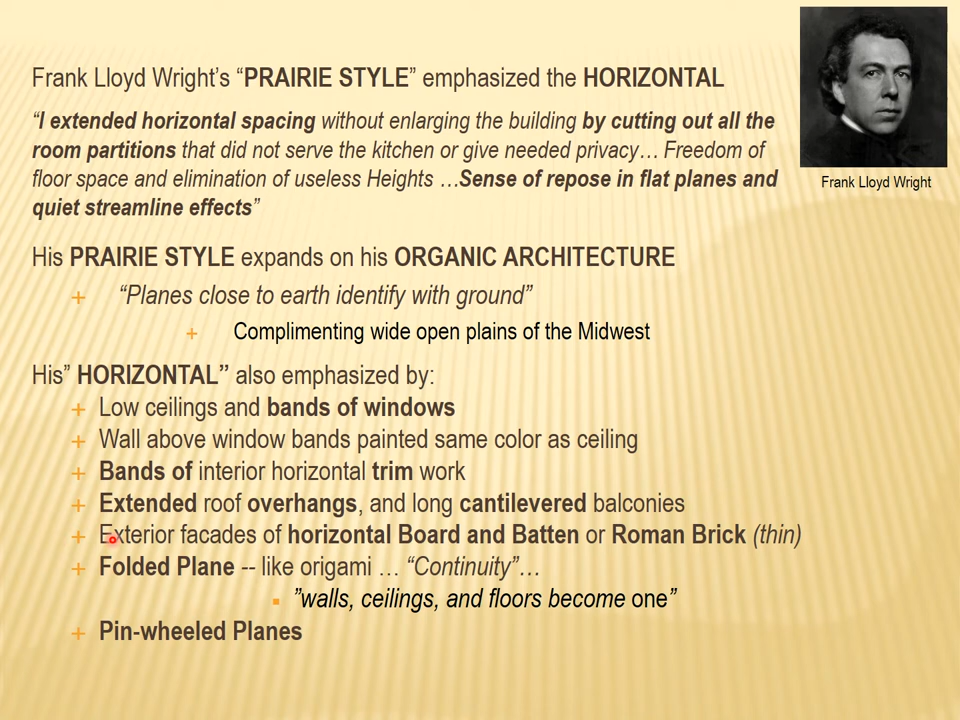 Frank Lloyd Wright’s “PRAIRIE STYLE” emphasized the HORIZONTAL
“I extended horizontal spacing without enlarging the building by cutting out all the
room partitions that did not serve the kitchen or give needed privacy… Freedom of
floor space and elimination of useless Heights …Sense of repose in flat planes and
quiet streamline effects”
Frank Lloyd Wright
His PRAIRIE STYLE expands on his ORGANIC ARCHITECTURE
“Planes close to earth identify with ground”
Complimenting wide open plains of the Midwest
His” HORIZONTAL” also emphasized by:
Low ceilings and bands of windows
Wall above window bands painted same color as ceiling
Bands of interior horizontal trim work
Extended roof overhangs, and long cantilevered balconies
Exterior facades of horizontal Board and Batten or Roman Brick (thin)
Folded Plane -- like origami … “Continuity”…
”walls, ceilings, and floors become one”
Pin-wheeled Planes